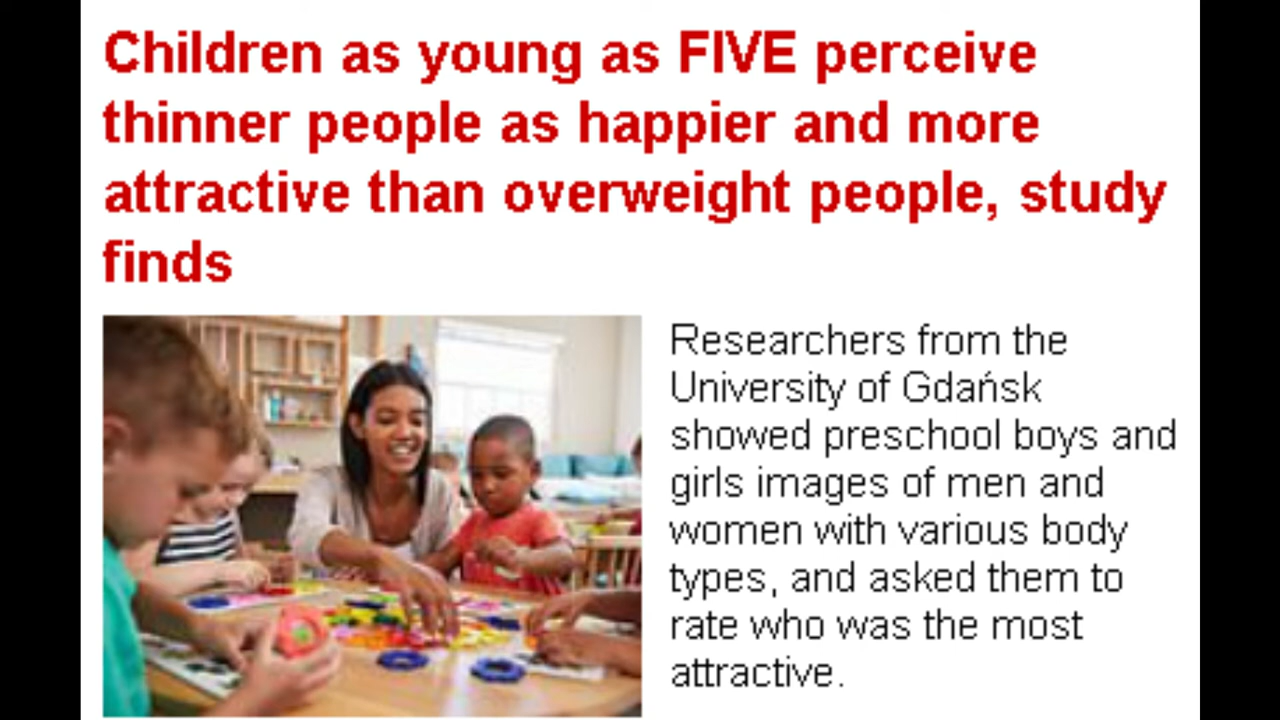 Children as young as FIVE perceive
thinner people as happier and more
attractive than overweight people, study
finds
Researchers from the
University of Gdańsk
showed preschool boys and
girls images of men and
women with various body
types, and asked them to
rate who was the most
attractive.